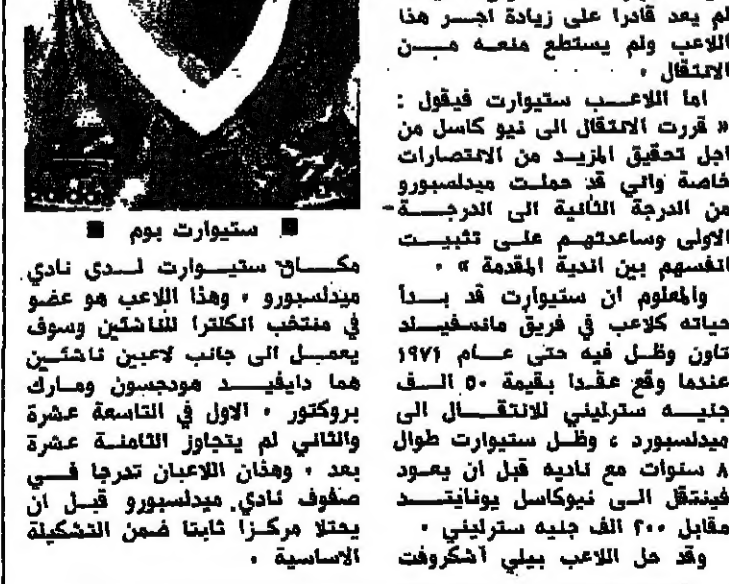 لم يعد قادرا على زيادة اجر هذا
اللاعب ولم يستطع منعه من
الانتقال .
اما اللاعب ستيوارت فيقول :
« قررت الانتقال الى نيو كاسل من
اجل تحقيق المزيد من الانتصارات
خاصة واني قد حملت ميدلسبورو
من الدرجة الثانية الى الدرجة
الاولى وساعدتهم على تثبيت
انفسهم بين اندية المقدمة » .
والمعلوم ان ستيوارت قد بدأ
حياته كلاعب في فريق مانسفيلد
تاون وظل فيه حتى عام ١٩٧١
عندما وقع عقدا بقيمة ٥٠ الف
جنيه سترليني للانتقال الى
ميدلسبورد ، وظل ستيوارت طوال
٨ سنوات مع ناديه قبل ان يعود
فينتقل الى نيوكاسل يونايتد
مقابل ٢٠٠ الف جنيه سترليني .
وقد حل اللاعب بيلي آشكروفت
■ ستيوارت بوم ■
مكان ستيوارت لدى نادي
ميدلسبورو ، وهذا اللاعب هو عضو
في منتخب انكلترا للناشئين وسوف
يعمل الى جانب لاعبين ناشئين
هما دايفيد هودجسون ومارك
بروكتور . الاول في التاسعة عشرة
والثاني لم يتجاوز الثامنة عشرة
بعد . وهذان اللاعبان تدرجا في
صفوف نادي ميدلسبورو قبل ان
يحتلا مركزا ثابتا ضمن التشكيلة
الاساسية .